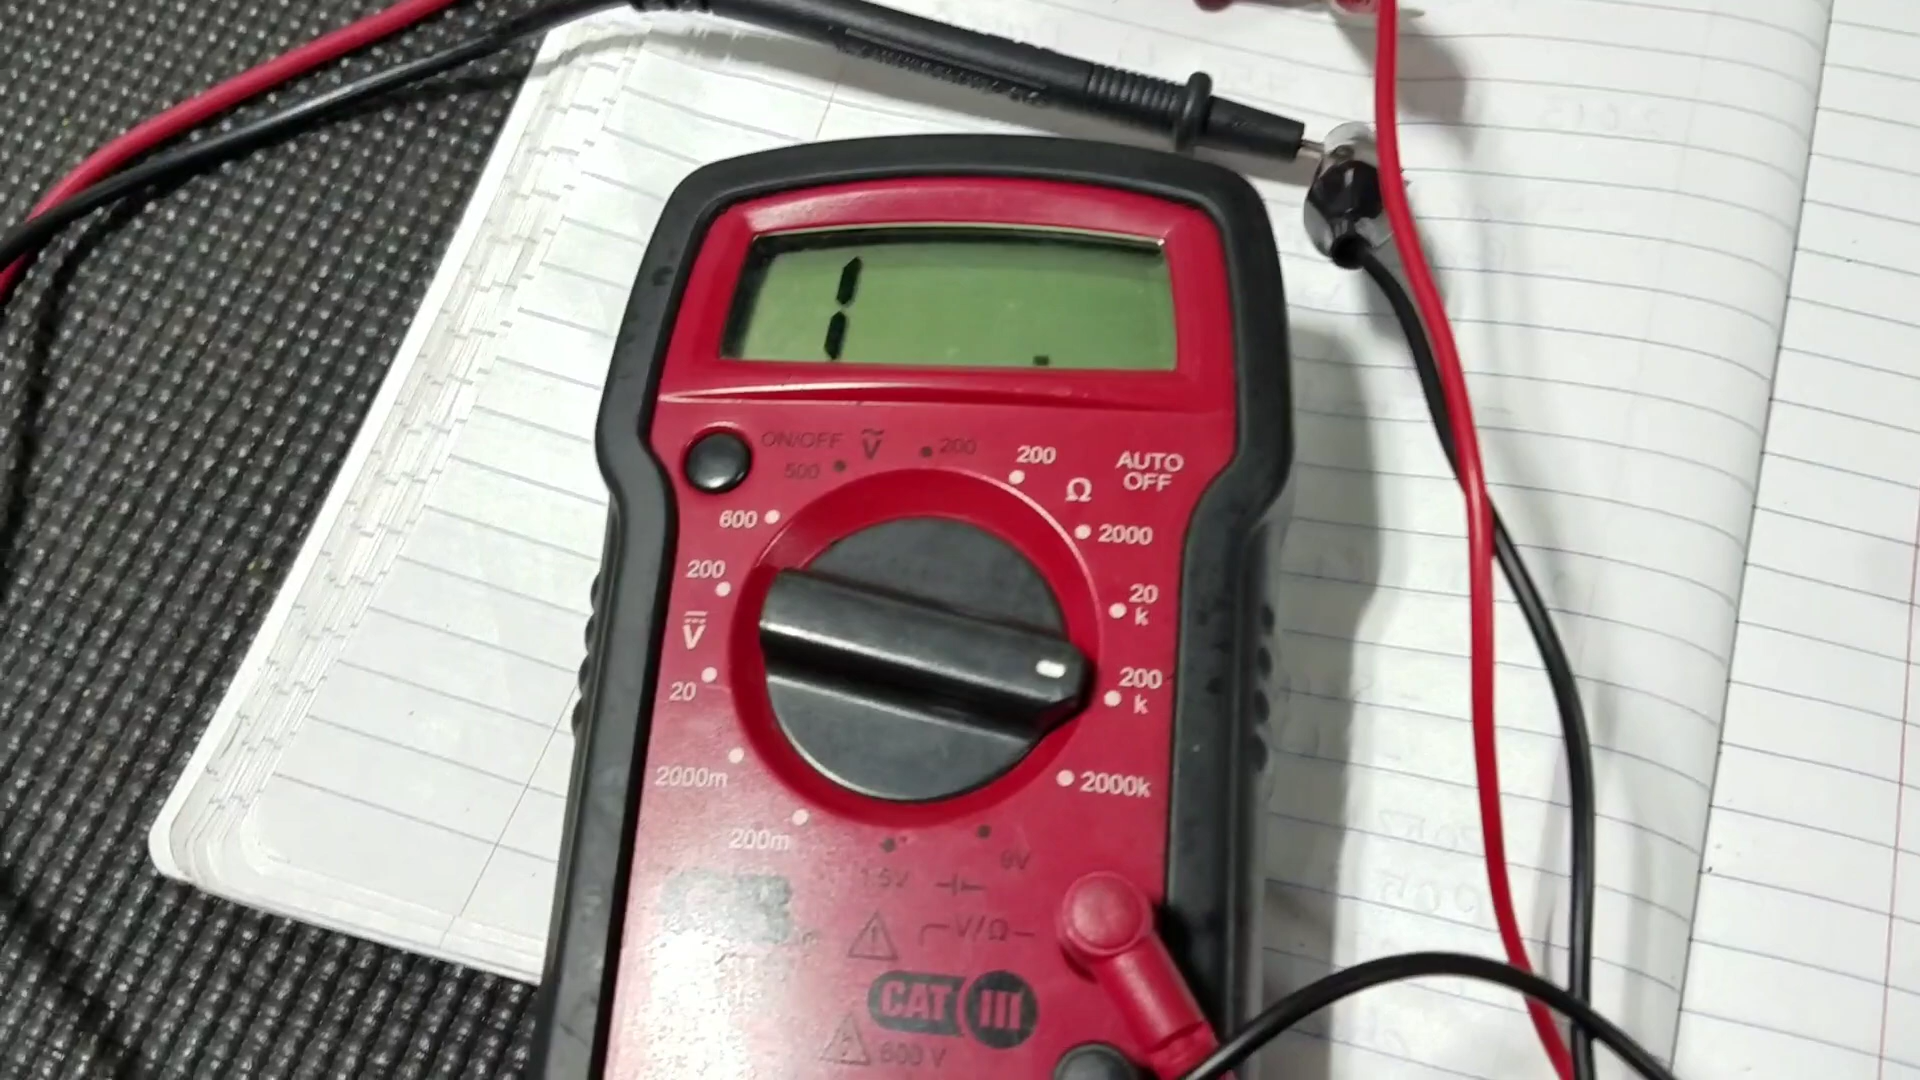 1 .
ON/OFF Ṽ
500 200
200 Ω
AUTO
OFF
600
2000
200
20
k
V
20
200
k
2000m
2000k
200m
1.5V 9V
V/Ω
CAT III
600 V